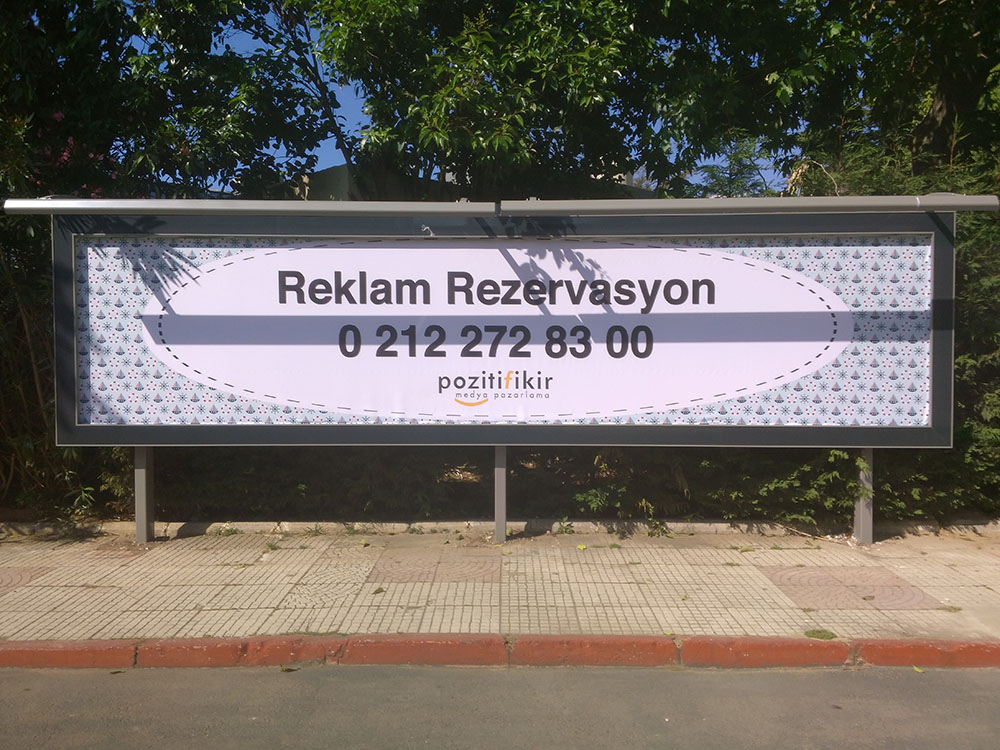 Reklam Rezervasyon
0 212 272 83 00
pozitifikir
medya pazarlama